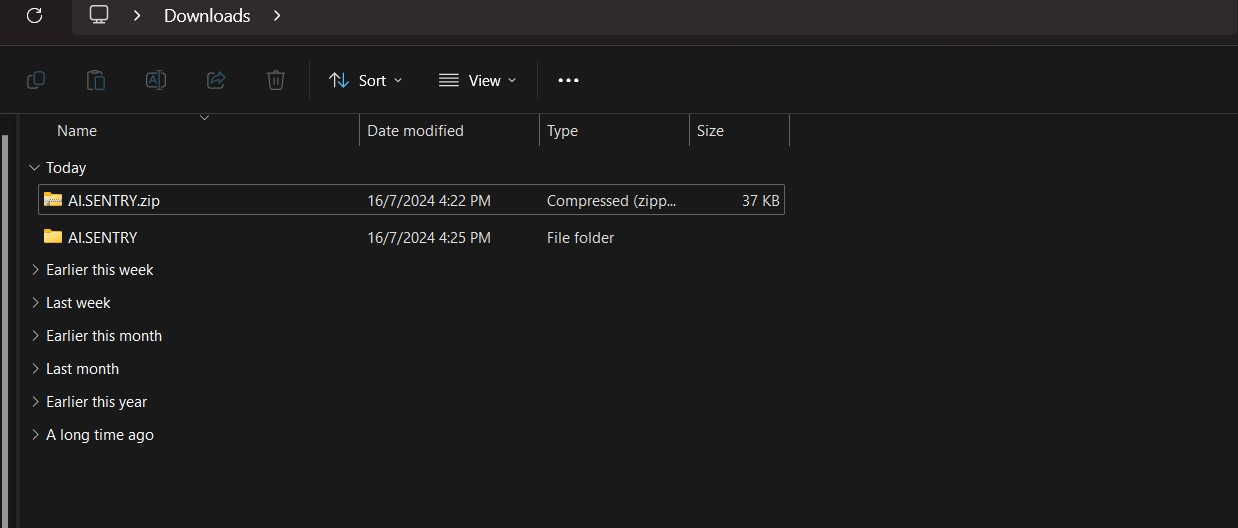 Downloads
Sort View
Name Date modified Type Size
Today
AI.SENTRY.zip 16/7/2024 4:22 PM Compressed (zipp... 37 KB
AI.SENTRY 16/7/2024 4:25 PM File folder
Earlier this week
Last week
Earlier this month
Last month
Earlier this year
A long time ago